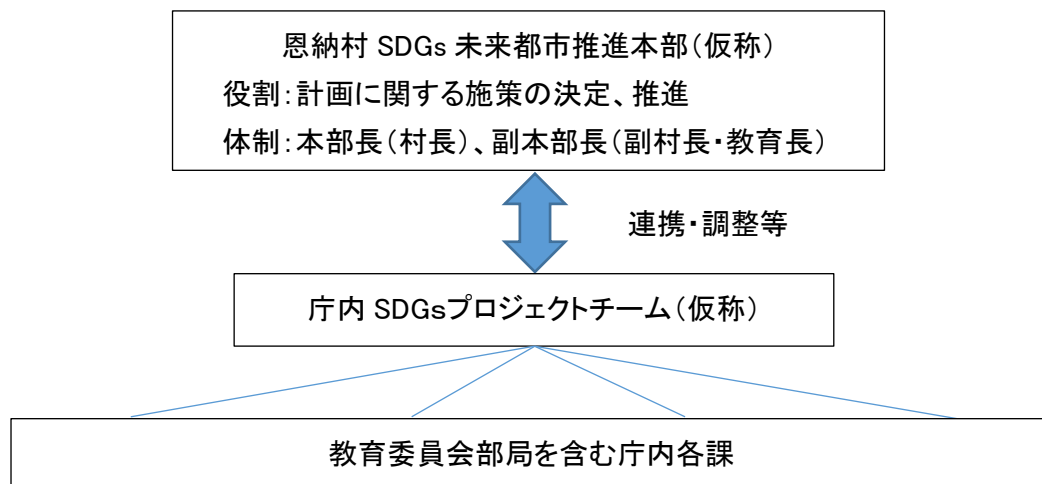 恩納村 SDGs 未来都市推進本部（仮称）
役割：計画に関する施策の決定、推進
体制：本部長（村長）、副本部長（副村長・教育長）
連携・調整等
庁内 SDGsプロジェクトチーム（仮称）
教育委員会部局を含む庁内各課